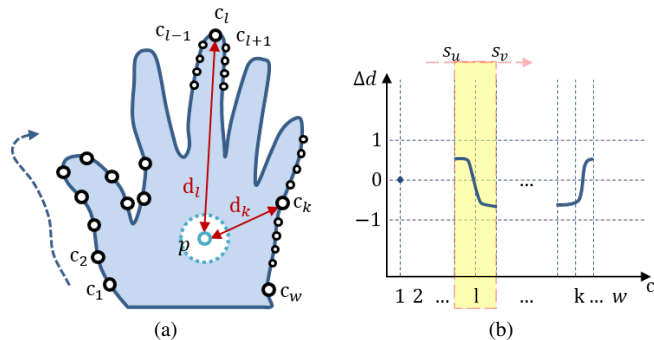 c_l
c_{l-1} c_{l+1}
d_l
d_k
c_k
p
c_2
c_1
c_w
(a)
s_u s_v
Δd
1
0
-1
...
c
1 2 ... l ... k ... w
(b)